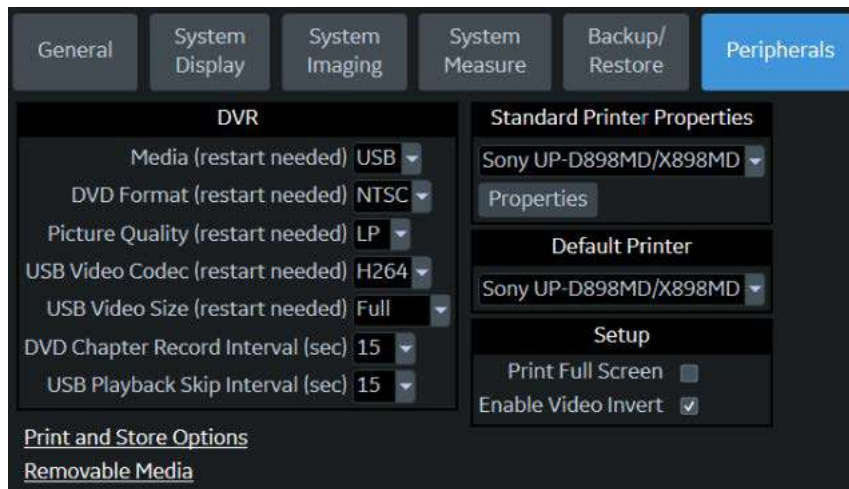 General
System
Display
System
Imaging
System
Measure
Backup/
Restore
Peripherals
DVR
Media (restart needed) USB
DVD Format (restart needed) NTSC
Picture Quality (restart needed) LP
USB Video Codec (restart needed) H264
USB Video Size (restart needed) Full
DVD Chapter Record Interval (sec) 15
USB Playback Skip Interval (sec) 15
Print and Store Options
Removable Media
Standard Printer Properties
Sony UP-D898MD/X898MD
Properties
Default Printer
Sony UP-D898MD/X898MD
Setup
Print Full Screen
Enable Video Invert